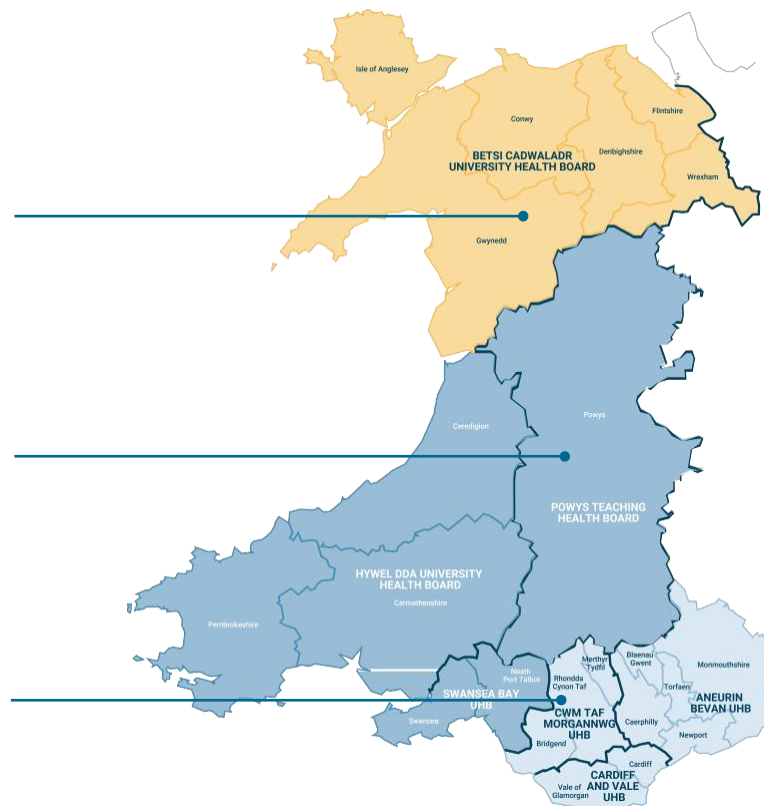 Isle of Anglesey
Conwy
Flintshire
Denbighshire
BETSI CADWALADR
UNIVERSITY HEALTH BOARD
Wrexham
Gwynedd
Powys
Ceredigion
POWYS TEACHING
HEALTH BOARD
HYWEL DDA UNIVERSITY
HEALTH BOARD
Carmathenshire
Pembrokeshire
Neath
Port Talbot
SWANSEA BAY
UHB
Swansea
Merthyr
Tydfil
Rhondda
Cynon Taf
CWM TAF
MORGANNWG
UHB
Bridgend
Blaenau
Gwent
Monmouthshire
Torfaen
ANEURIN
BEVAN UHB
Caerphilly
Newport
Cardiff
CARDIFF
AND VALE
UHB
Vale of
Glamorgan